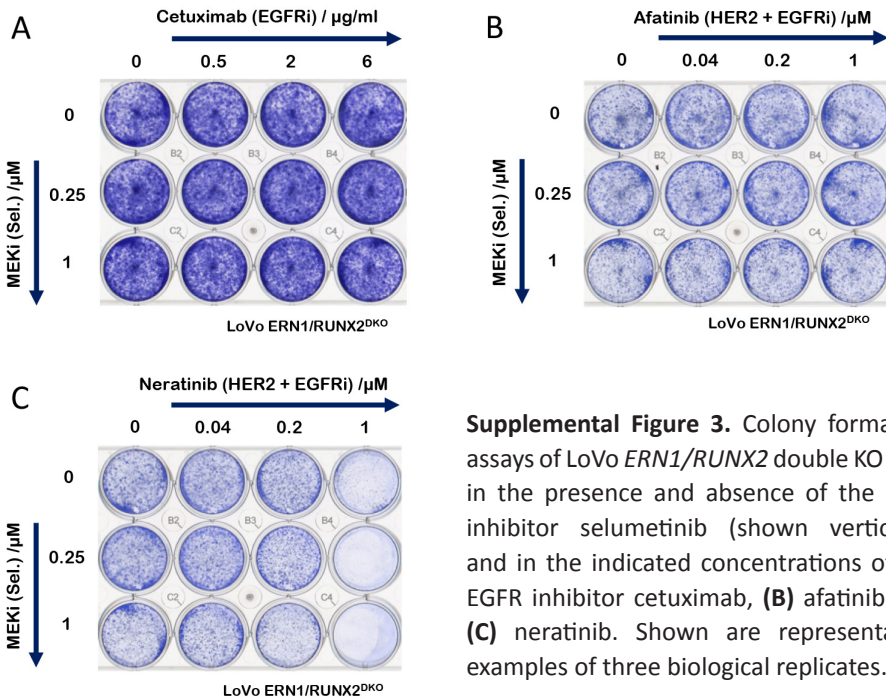 A
Cetuximab (EGFRi) / µg/ml
0 0.5 2 6
MEKi (Sel.) /µM
0
B2 B3 B4
0.25
C2 C4
1
LoVo ERN1/RUNX2DKO
B
Afatinib (HER2 + EGFRi) /µM
0 0.04 0.2 1
MEKi (Sel.) /µM
0
B2 B3 B4
0.25
C2 C4
1
LoVo ERN1/RUNX2DKO
C
Neratinib (HER2 + EGFRi) /µM
0 0.04 0.2 1
MEKi (Sel.) /µM
0
B2 B3 B4
0.25
C2 C4
1
LoVo ERN1/RUNX2DKO
Supplemental Figure 3. Colony forma
assays of LoVo ERN1/RUNX2 double KO
in the presence and absence of the
inhibitor selumetinib (shown vertic
and in the indicated concentrations of
EGFR inhibitor cetuximab, (B) afatinib
(C) neratinib. Shown are representa
examples of three biological replicates.